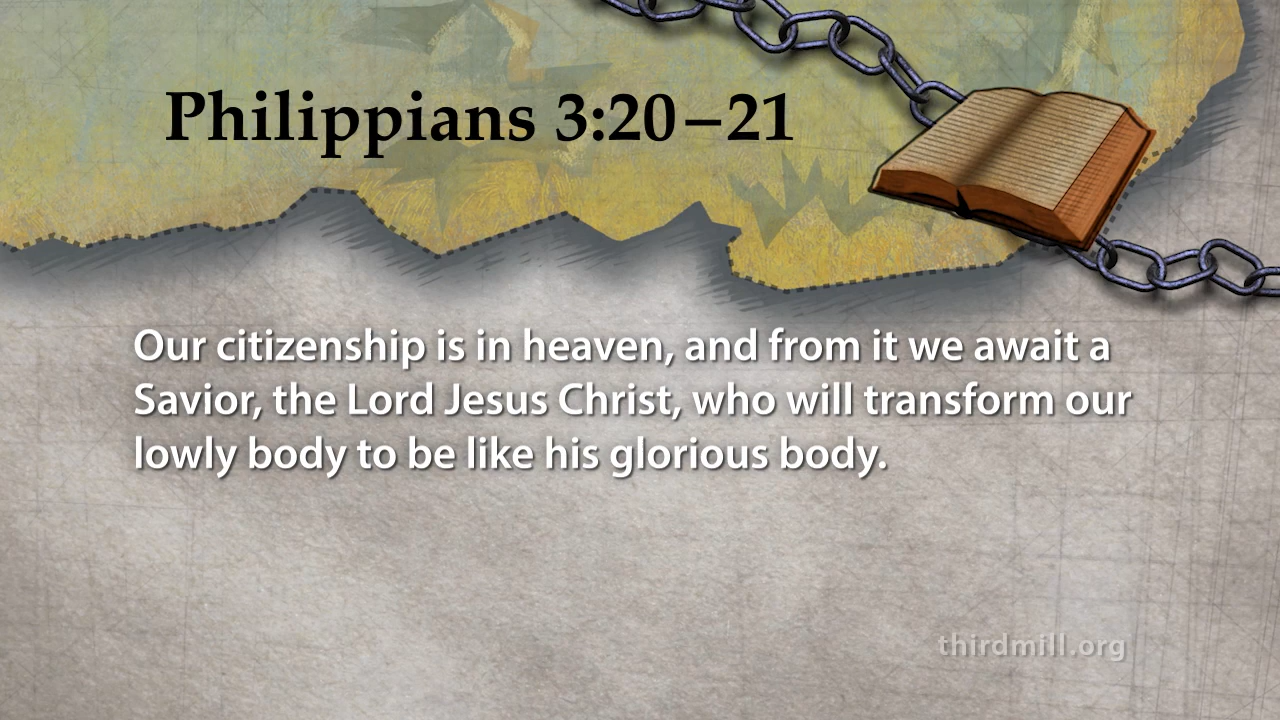 Philippians 3:20–21
Our citizenship is in heaven, and from it we await a
Savior, the Lord Jesus Christ, who will transform our
lowly body to be like his glorious body.
thirdmill.org